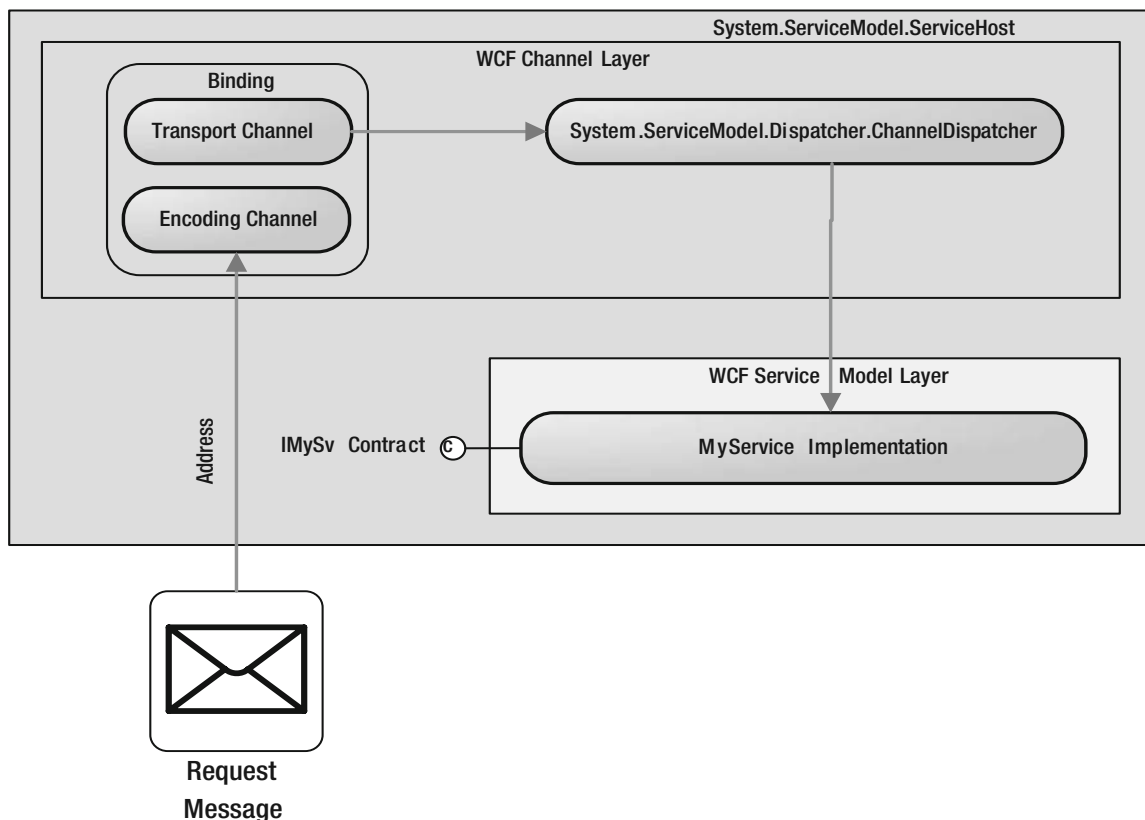 System.ServiceModel.ServiceHost
WCF Channel Layer
Binding
Transport Channel
System.ServiceModel.Dispatcher.ChannelDispatcher
Encoding Channel
WCF Service Model Layer
Address
IMySv Contract C
MyService Implementation
Request
Message